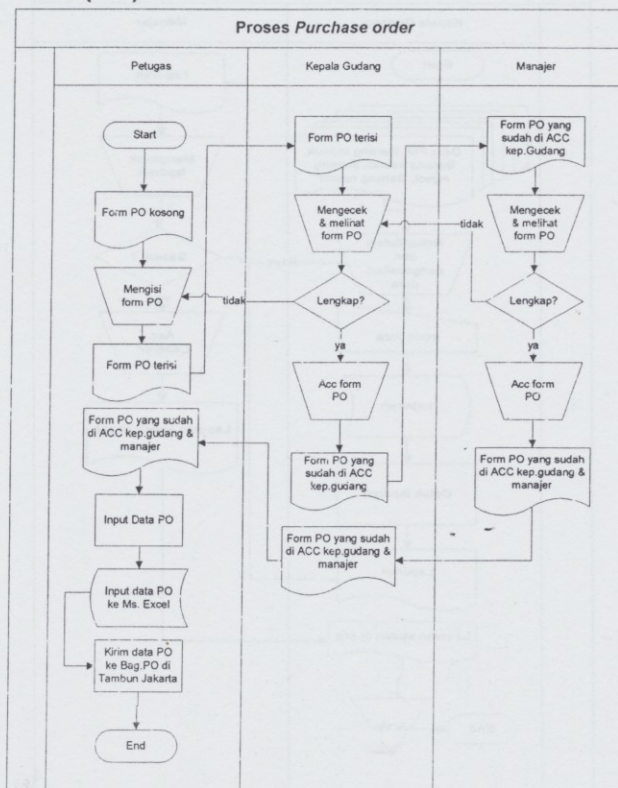 Proses Purchase order
Petugas
Kepala Gudang
Manajer
Start
Form PO kosong
Mengisi
form PO
Form PO terisi
Form PO terisi
Mengecek
& melihat
form PO
tidak
Lengkap?
ya
Acc form
PO
Form PO yang
sudah di ACC
kep.gudang
Form PO yang
sudah di ACC
kep.Gudang
Mengecek
& melihat
form PO
tidak
Lengkap?
ya
Acc form
PO
Form PO yang sudah
di ACC kep.gudang &
manajer
Form PO yang sudah
di ACC kep.gudang &
manajer
Form PO yang sudah
di ACC kep.gudang &
manajer
Input Data PO
Input data PO
ke Ms. Excel
Kirim data PO
ke Bag.PO di
Tambun Jakarta
End